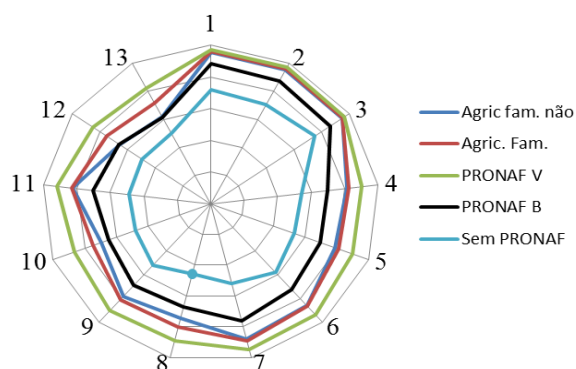 1
2
3
4
5
6
7
8
9
10
11
12
13
Agric fam. não
Agric. Fam.
PRONAF V
PRONAF B
Sem PRONAF